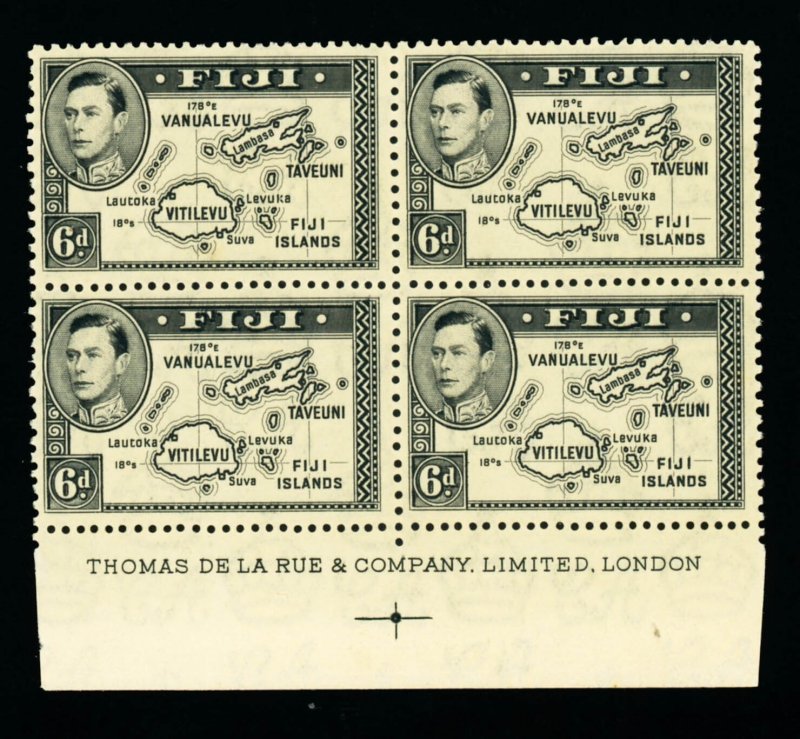 · FIJI ·
178°E
VANUALEVU
Lambasa
TAVEUNI
Lautoka
Levuka
VITILEVU
18°s
FIJI
ISLANDS
Suva
6d.
· FIJI ·
178°E
VANUALEVU
Lambasa
TAVEUNI
Lautoka
Levuka
VITILEVU
18°s
FIJI
ISLANDS
Suva
6d.
· FIJI ·
178°E
VANUALEVU
Lambasa
TAVEUNI
Lautoka
Levuka
VITILEVU
18°s
FIJI
ISLANDS
Suva
6d.
· FIJI ·
178°E
VANUALEVU
Lambasa
TAVEUNI
Lautoka
Levuka
VITILEVU
18°s
FIJI
ISLANDS
Suva
6d.
THOMAS DE LA RUE & COMPANY, LIMITED, LONDON